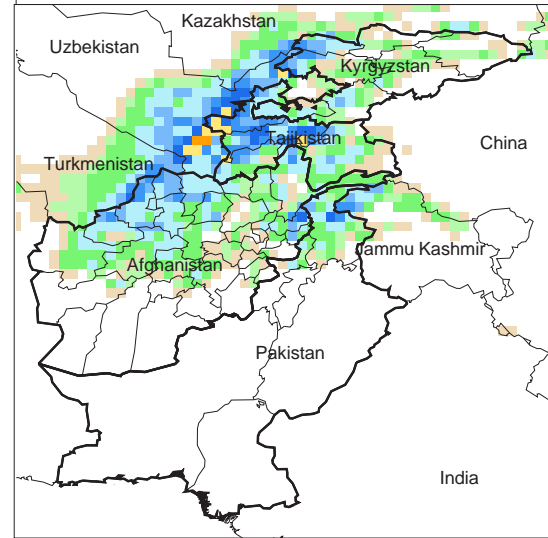 Kazakhstan
Uzbekistan
Kyrgyzstan
Tajikistan
China
Turkmenistan
Jammu Kashmir
Afghanistan
Pakistan
India